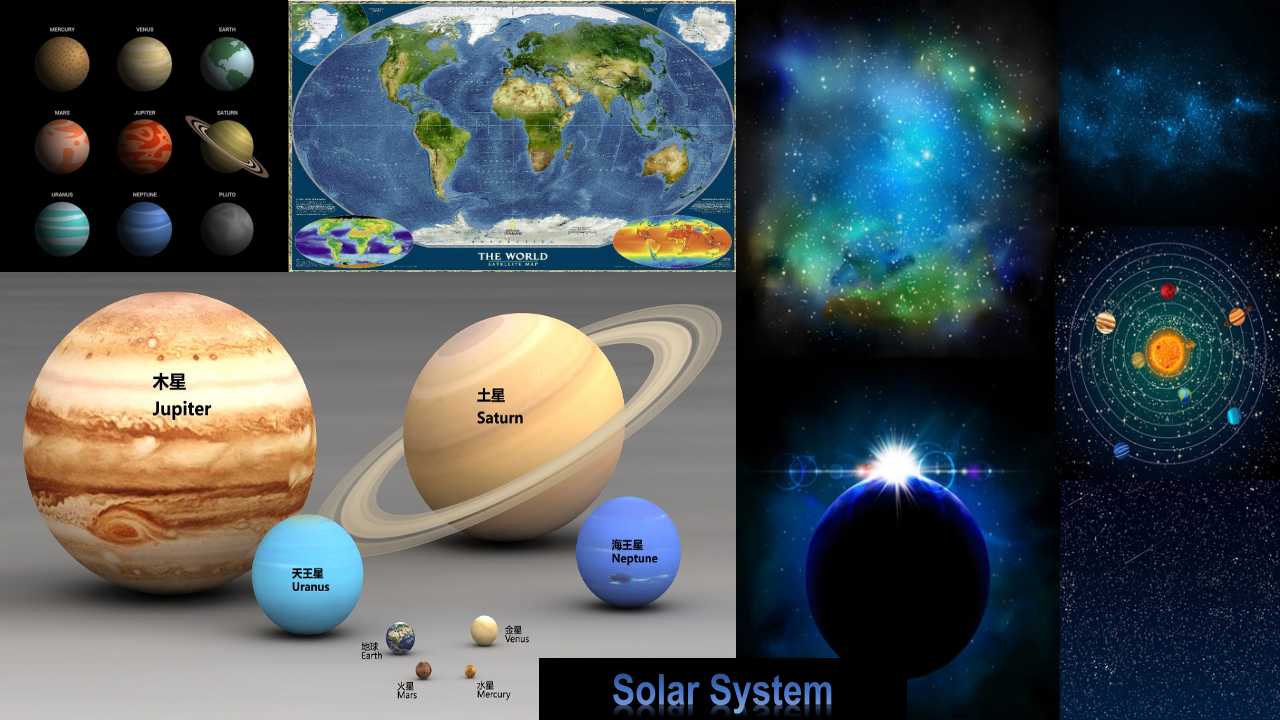 MERCURY
VENUS
EARTH
MARS
JUPITER
SATURN
URANUS
NEPTUNE
PLUTO
THE WORLD
SATELLITE MAP
木星
Jupiter
土星
Saturn
天王星
Uranus
海王星
Neptune
地球
Earth
金星
Venus
火星
Mars
水星
Mercury
Solar System